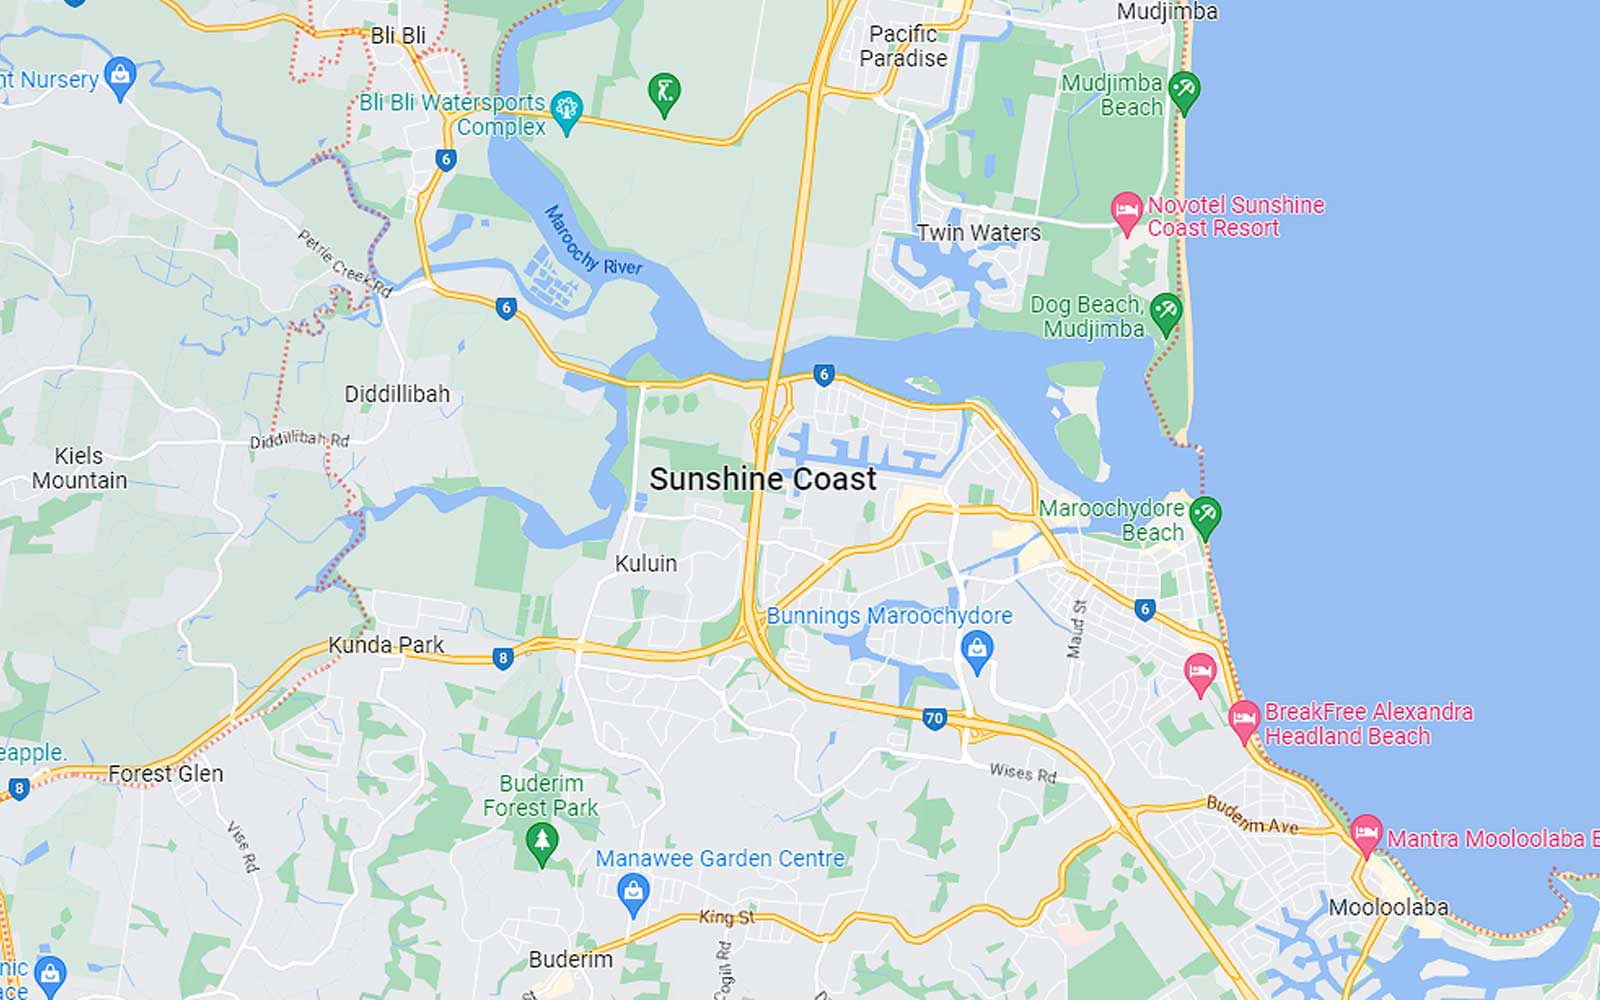 Mudjimba
Bli Bli
Pacific
Paradise
nt Nursery
Mudjimba
Beach
Bli Bli Watersports
Complex
6
Novotel Sunshine
Coast Resort
Maroochy River
Twin Waters
Petrie Creek Rd
6
Dog Beach,
Mudjimba
6
Diddillibah
Diddillibah Rd
Kiels
Mountain
Sunshine Coast
Maroochydore
Beach
Kuluin
Bunnings Maroochydore
6
Maud St
Kunda Park
8
70
BreakFree Alexandra
Headland Beach
eapple.
8
Forest Glen
Wises Rd
Buderim
Forest Park
Buderim Ave
Vise Rd
Mantra Mooloolaba B
Manawee Garden Centre
King St
Mooloolaba
Buderim
Cogill Rd
nic
ace
St